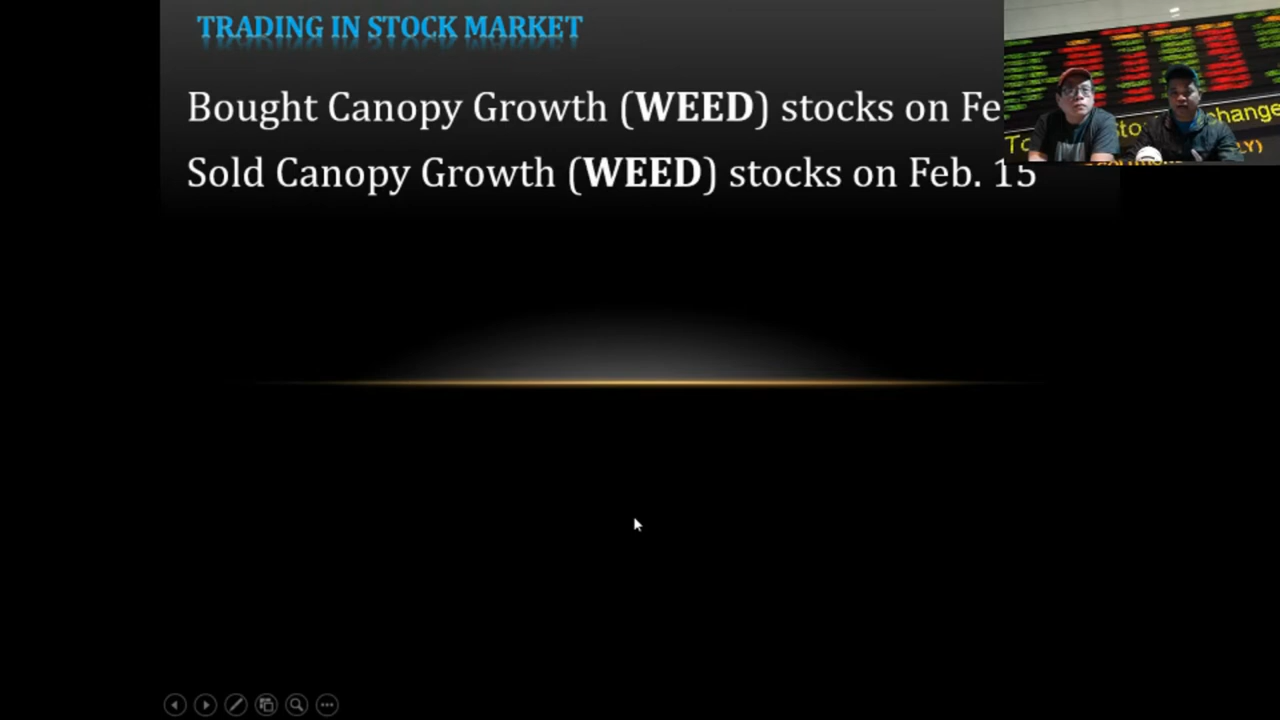 TRADING IN STOCK MARKET
Bought Canopy Growth (WEED) stocks on Fe
Sold Canopy Growth (WEED) stocks on Feb. 15